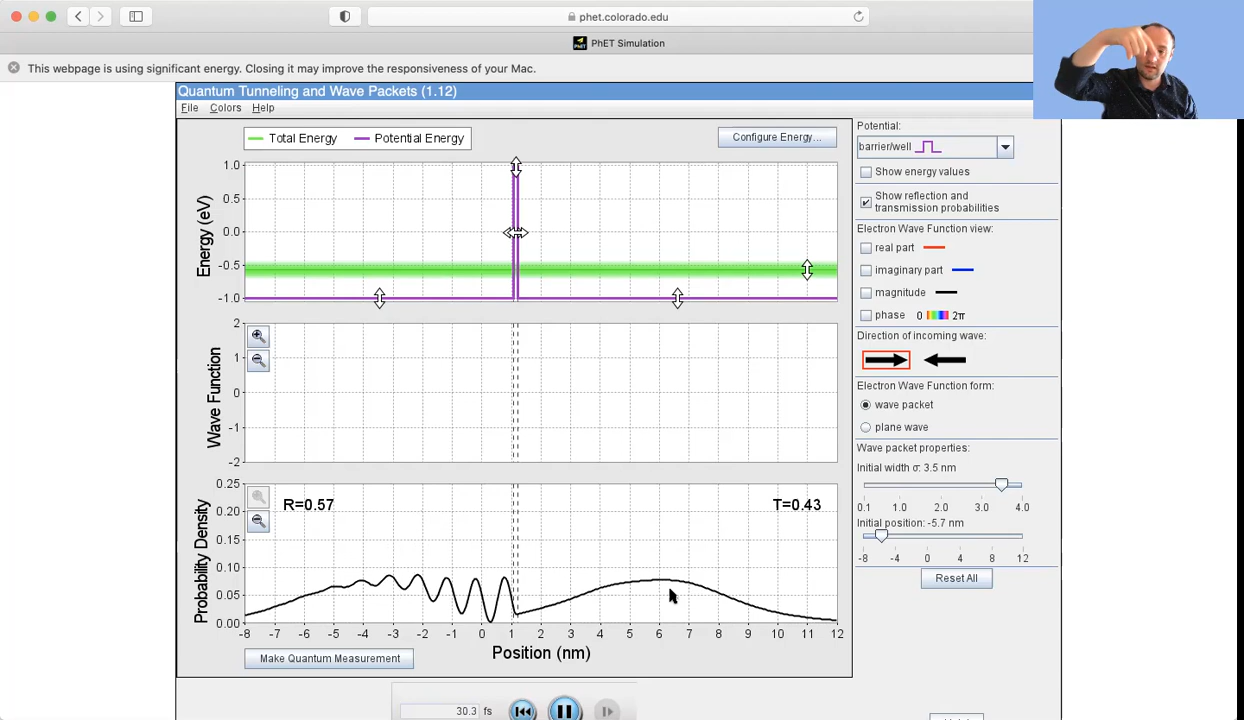 phet.colorado.edu
PhET PhET Simulation
This webpage is using significant energy. Closing it may improve the responsiveness of your Mac.
Quantum Tunneling and Wave Packets (1.12)
File Colors Help
Total Energy Potential Energy
Configure Energy...
Energy (eV)
1.0
0.5
0.0
-0.5
-1.0
Wave Function
2
1
0
-1
-2
Probability Density
0.25
0.20
0.15
0.10
0.05
0.00
R=0.57
T=0.43
-8 -7 -6 -5 -4 -3 -2 -1 0 1 2 3 4 5 6 7 8 9 10 11 12
Position (nm)
Make Quantum Measurement
30.3 fs
Potential:
barrier/well
Show energy values
Show reflection and
transmission probabilities
Electron Wave Function view:
real part
imaginary part
magnitude
phase 0 2π
Direction of incoming wave:
Electron Wave Function form:
wave packet
plane wave
Wave packet properties:
Initial width σ: 3.5 nm
0.1 1.0 2.0 3.0 4.0
Initial position: -5.7 nm
-8 -4 0 4 8 12
Reset All